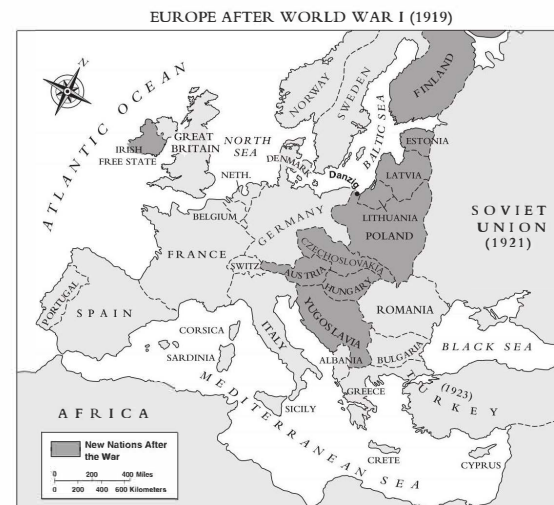 EUROPE AFTER WORLD WAR I (1919)
Z
ATLANTIC OCEAN
NORWAY
SWEDEN
FINLAND
BALTIC SEA
NORTH
SEA
IRISH
FREE STATE
GREAT
BRITAIN
DENMARK
ESTONIA
LATVIA
LITHUANIA
Danzig
NETH.
BELGIUM
GERMANY
POLAND
SOVIET
UNION
(1921)
FRANCE
CZECHOSLOVAKIA
SWITZ
AUSTRIA
HUNGARY
ROMANIA
YUGOSLAVIA
PORTUGAL
SPAIN
CORSICA
ITALY
SARDINIA
ALBANIA
BULGARIA
BLACK SEA
GREECE
(1923)
TURKEY
SICILY
MEDITERRANEAN SEA
CRETE
CYPRUS
AFRICA
New Nations After
the War
0 200 400 Miles
0 200 400 600 Kilometers